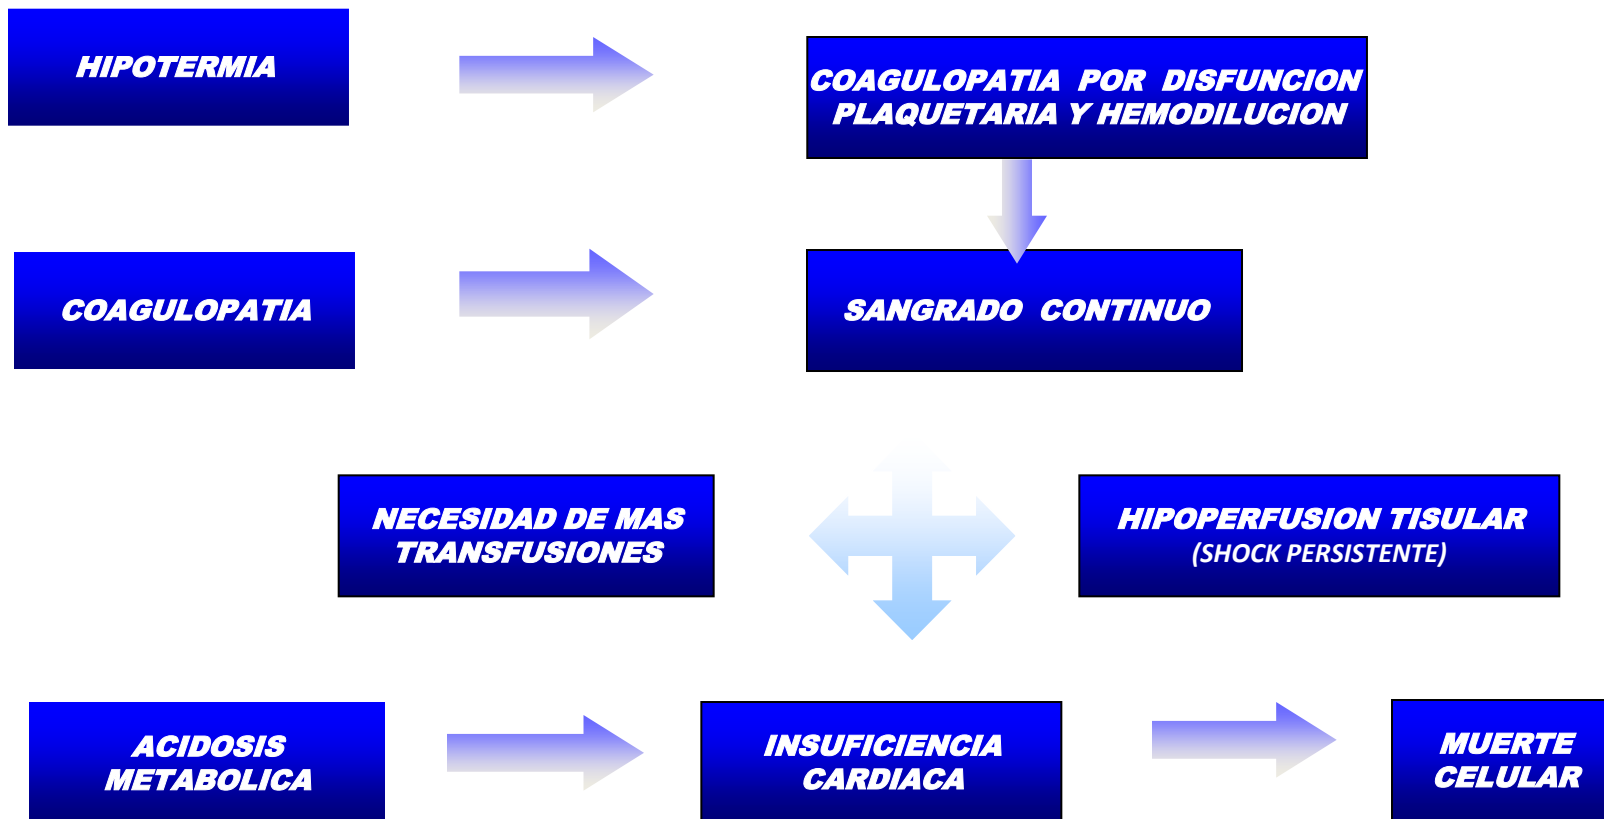 HIPOTERMIA
COAGULOPATIA POR DISFUNCION
PLAQUETARIA Y HEMODILUCION
COAGULOPATIA
SANGRADO CONTINUO
NECESIDAD DE MAS
TRANSFUSIONES
HIPOPERFUSION TISULAR
(SHOCK PERSISTENTE)
ACIDOSIS
METABOLICA
INSUFICIENCIA
CARDIACA
MUERTE
CELULAR